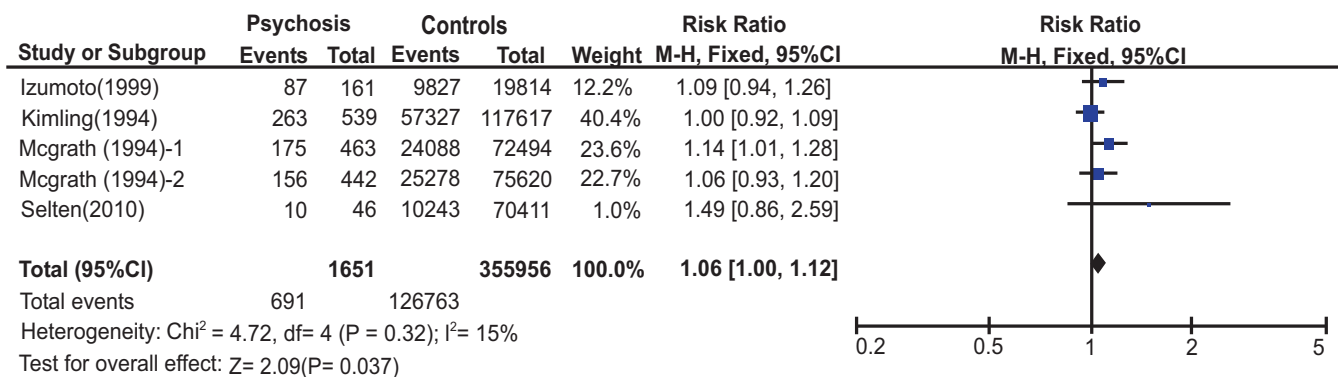 Psychosis Controls Risk Ratio Risk Ratio
Study or Subgroup Events Total Events Total Weight M-H, Fixed, 95%CI M-H, Fixed, 95%CI
Izumoto(1999) 87 161 9827 19814 12.2% 1.09 [0.94, 1.26]
Kimling(1994) 263 539 57327 117617 40.4% 1.00 [0.92, 1.09]
Mcgrath (1994)-1 175 463 24088 72494 23.6% 1.14 [1.01, 1.28]
Mcgrath (1994)-2 156 442 25278 75620 22.7% 1.06 [0.93, 1.20]
Selten(2010) 10 46 10243 70411 1.0% 1.49 [0.86, 2.59]
Total (95%CI) 1651 355956 100.0% 1.06 [1.00, 1.12]
Total events 691 126763
Heterogeneity: Chi² = 4.72, df= 4 (P = 0.32); I²= 15%
0.2 0.5 1 2 5
Test for overall effect: Z= 2.09(P= 0.037)